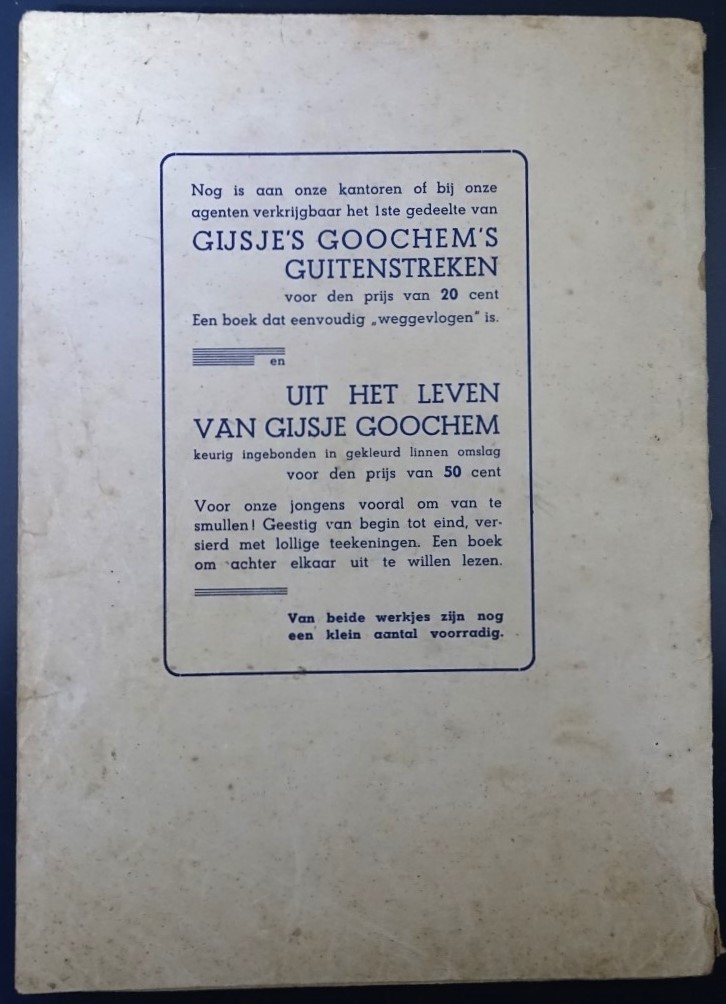 Nog is aan onze kantoren of bij onze
agenten verkrijgbaar het 1ste gedeelte van
GIJSJE'S GOOCHEM'S
GUITENSTREKEN
voor den prijs van 20 cent
Een boek dat eenvoudig „weggevlogen" is.
en
UIT HET LEVEN
VAN GIJSJE GOOCHEM
keurig ingebonden in gekleurd linnen omslag
voor den prijs van 50 cent
Voor onze jongens vooral om van te
smullen! Geestig van begin tot eind, ver-
sierd met lollige teekeningen. Een boek
om achter elkaar uit te willen lezen.
Van beide werkjes zijn nog
een klein aantal voorradig.